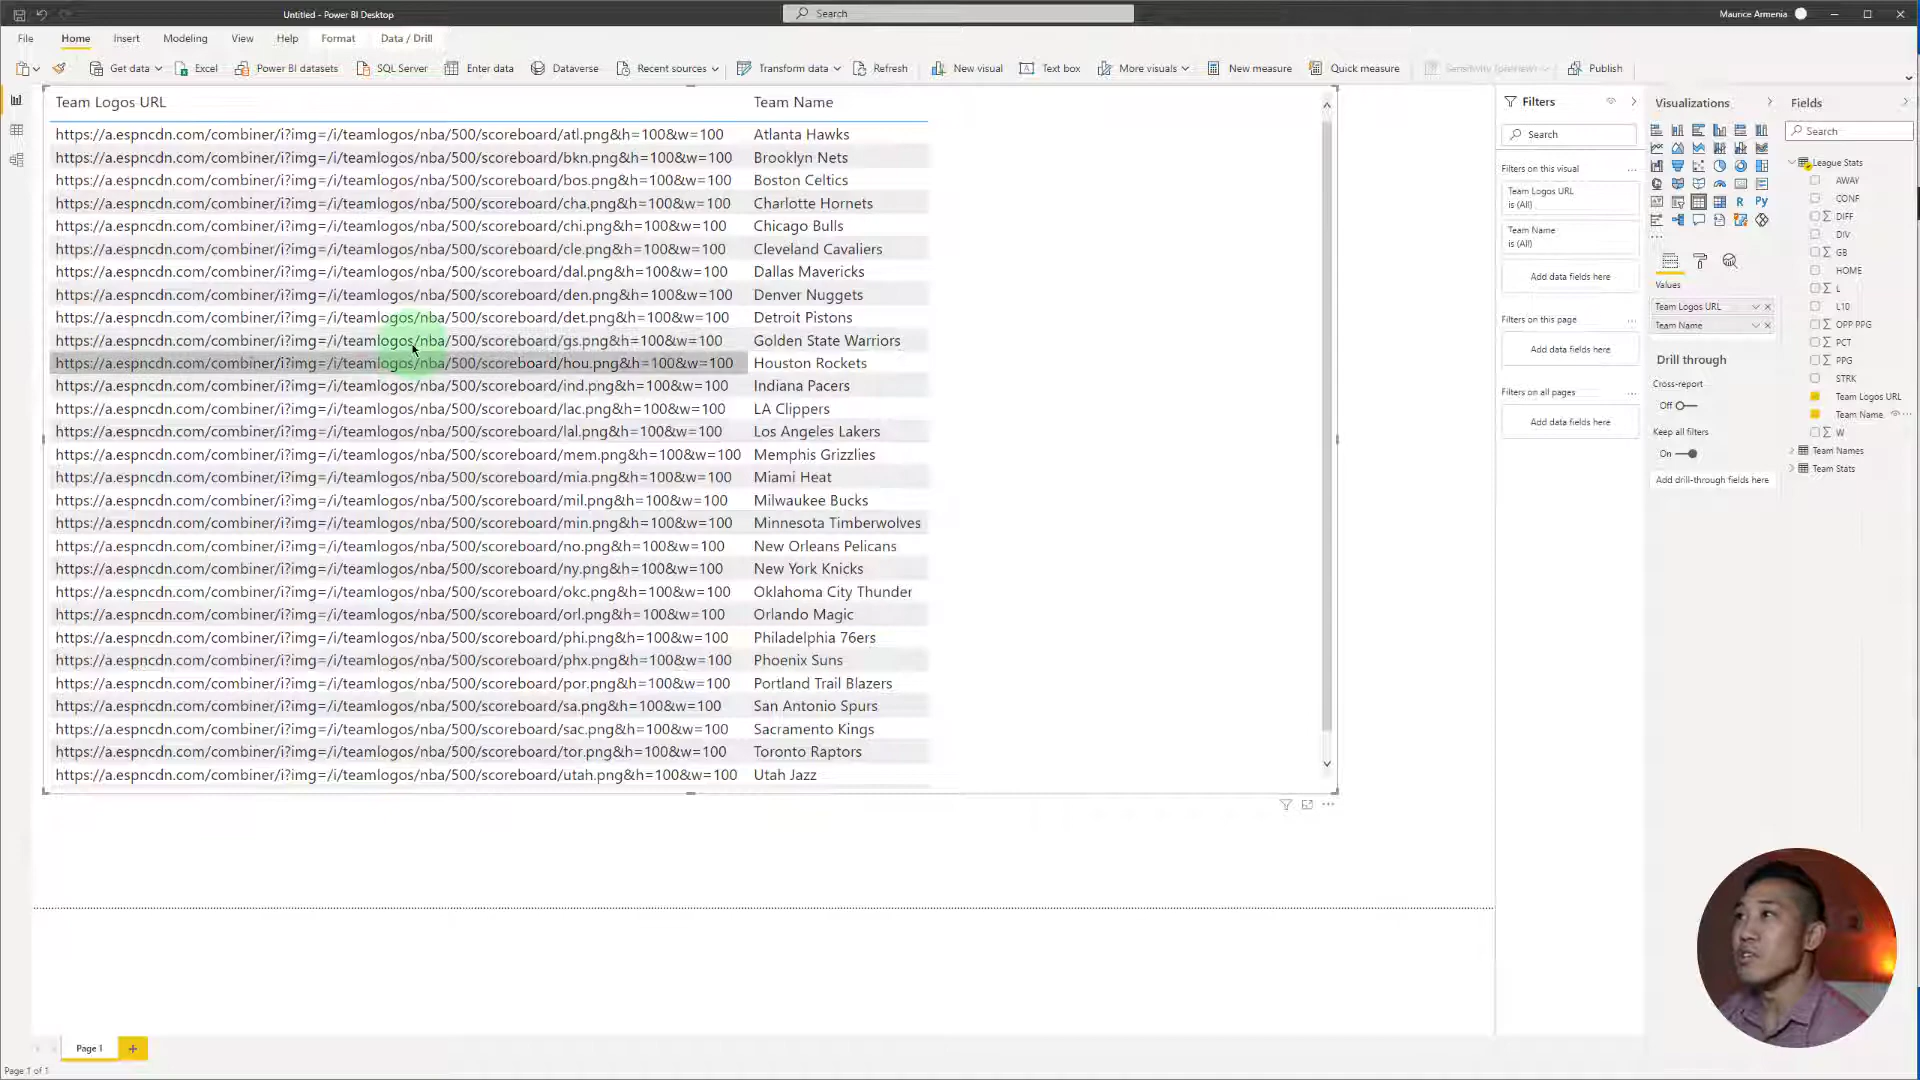 Untitled - Power BI Desktop
Search
Maurice Armenia
File
Home
Insert
Modeling
View
Help
Format
Data / Drill
Get data
Excel
Power BI datasets
SQL Server
Enter data
Dataverse
Recent sources
Transform data
Refresh
New visual
Text box
More visuals
New measure
Quick measure
Sensitivity (preview)
Publish
Team Logos URL Team Name
https://a.espncdn.com/combiner/i?img=/i/teamlogos/nba/500/scoreboard/atl.png&h=100&w=100 Atlanta Hawks
https://a.espncdn.com/combiner/i?img=/i/teamlogos/nba/500/scoreboard/bkn.png&h=100&w=100 Brooklyn Nets
https://a.espncdn.com/combiner/i?img=/i/teamlogos/nba/500/scoreboard/bos.png&h=100&w=100 Boston Celtics
https://a.espncdn.com/combiner/i?img=/i/teamlogos/nba/500/scoreboard/cha.png&h=100&w=100 Charlotte Hornets
https://a.espncdn.com/combiner/i?img=/i/teamlogos/nba/500/scoreboard/chi.png&h=100&w=100 Chicago Bulls
https://a.espncdn.com/combiner/i?img=/i/teamlogos/nba/500/scoreboard/cle.png&h=100&w=100 Cleveland Cavaliers
https://a.espncdn.com/combiner/i?img=/i/teamlogos/nba/500/scoreboard/dal.png&h=100&w=100 Dallas Mavericks
https://a.espncdn.com/combiner/i?img=/i/teamlogos/nba/500/scoreboard/den.png&h=100&w=100 Denver Nuggets
https://a.espncdn.com/combiner/i?img=/i/teamlogos/nba/500/scoreboard/det.png&h=100&w=100 Detroit Pistons
https://a.espncdn.com/combiner/i?img=/i/teamlogos/nba/500/scoreboard/gs.png&h=100&w=100 Golden State Warriors
https://a.espncdn.com/combiner/i?img=/i/teamlogos/nba/500/scoreboard/hou.png&h=100&w=100 Houston Rockets
https://a.espncdn.com/combiner/i?img=/i/teamlogos/nba/500/scoreboard/ind.png&h=100&w=100 Indiana Pacers
https://a.espncdn.com/combiner/i?img=/i/teamlogos/nba/500/scoreboard/lac.png&h=100&w=100 LA Clippers
https://a.espncdn.com/combiner/i?img=/i/teamlogos/nba/500/scoreboard/lal.png&h=100&w=100 Los Angeles Lakers
https://a.espncdn.com/combiner/i?img=/i/teamlogos/nba/500/scoreboard/mem.png&h=100&w=100 Memphis Grizzlies
https://a.espncdn.com/combiner/i?img=/i/teamlogos/nba/500/scoreboard/mia.png&h=100&w=100 Miami Heat
https://a.espncdn.com/combiner/i?img=/i/teamlogos/nba/500/scoreboard/mil.png&h=100&w=100 Milwaukee Bucks
https://a.espncdn.com/combiner/i?img=/i/teamlogos/nba/500/scoreboard/min.png&h=100&w=100 Minnesota Timberwolves
https://a.espncdn.com/combiner/i?img=/i/teamlogos/nba/500/scoreboard/no.png&h=100&w=100 New Orleans Pelicans
https://a.espncdn.com/combiner/i?img=/i/teamlogos/nba/500/scoreboard/ny.png&h=100&w=100 New York Knicks
https://a.espncdn.com/combiner/i?img=/i/teamlogos/nba/500/scoreboard/okc.png&h=100&w=100 Oklahoma City Thunder
https://a.espncdn.com/combiner/i?img=/i/teamlogos/nba/500/scoreboard/orl.png&h=100&w=100 Orlando Magic
https://a.espncdn.com/combiner/i?img=/i/teamlogos/nba/500/scoreboard/phi.png&h=100&w=100 Philadelphia 76ers
https://a.espncdn.com/combiner/i?img=/i/teamlogos/nba/500/scoreboard/phx.png&h=100&w=100 Phoenix Suns
https://a.espncdn.com/combiner/i?img=/i/teamlogos/nba/500/scoreboard/por.png&h=100&w=100 Portland Trail Blazers
https://a.espncdn.com/combiner/i?img=/i/teamlogos/nba/500/scoreboard/sa.png&h=100&w=100 San Antonio Spurs
https://a.espncdn.com/combiner/i?img=/i/teamlogos/nba/500/scoreboard/sac.png&h=100&w=100 Sacramento Kings
https://a.espncdn.com/combiner/i?img=/i/teamlogos/nba/500/scoreboard/tor.png&h=100&w=100 Toronto Raptors
https://a.espncdn.com/combiner/i?img=/i/teamlogos/nba/500/scoreboard/utah.png&h=100&w=100 Utah Jazz
Filters
Search
Filters on this visual
Team Logos URL
is (All)
Team Name
is (All)
Add data fields here
Filters on this page
Add data fields here
Filters on all pages
Add data fields here
Visualizations
R
Py
Values
Team Logos URL
Team Name
Drill through
Cross-report
Off
Keep all filters
On
Add drill-through fields here
Fields
Search
League Stats
AWAY
CONF
DIFF
DIV
GB
HOME
L
L10
OPP PPG
PCT
PPG
STRK
Team Logos URL
Team Name
W
Team Names
Team Stats
Page 1
Page 1 of 1